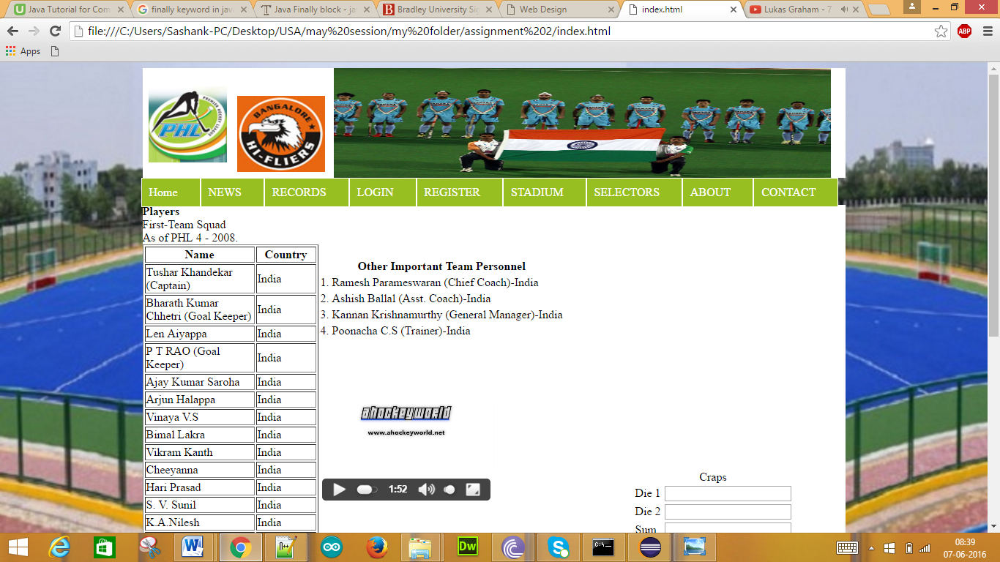 Java Tutorial for Com
finally keyword in java
Java Finally block - ja
Bradley University Sig
Web Design
index.html
Lukas Graham - 7
file:///C:/Users/Sashank-PC/Desktop/USA/may%20session/my%20folder/assignment%202/index.html
ABP
Apps
PREMIER HOCKEY LEAGUE
PHL
BANGALORE
HI-FLIERS
Home
NEWS
RECORDS
LOGIN
REGISTER
STADIUM
SELECTORS
ABOUT
CONTACT
Players
First-Team Squad
As of PHL 4 - 2008.
Name Country
Tushar Khandekar (Captain) India
Bharath Kumar Chhetri (Goal Keeper) India
Len Aiyappa India
P T RAO (Goal Keeper) India
Ajay Kumar Saroha India
Arjun Halappa India
Vinaya V.S India
Bimal Lakra India
Vikram Kanth India
Cheeyanna India
Hari Prasad India
S. V. Sunil India
K.A.Nilesh India
Other Important Team Personnel
1. Ramesh Parameswaran (Chief Coach)-India
2. Ashish Ballal (Asst. Coach)-India
3. Kannan Krishnamurthy (General Manager)-India
4. Poonacha C.S (Trainer)-India
ahockeyworld
www.ahockeyworld.net
1:52
Craps
Die 1
Die 2
Sum
08:39
07-06-2016